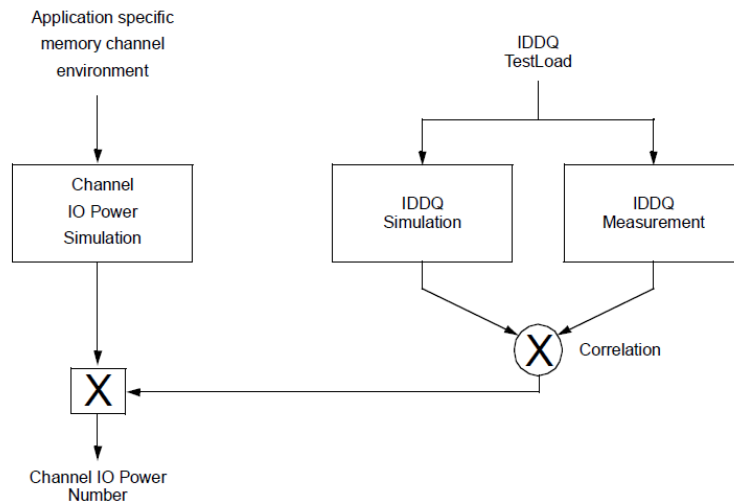 Application specific
memory channel
environment
IDDQ
TestLoad
Channel
IO Power
Simulation
IDDQ
Simulation
IDDQ
Measurement
X
Correlation
X
Channel IO Power
Number